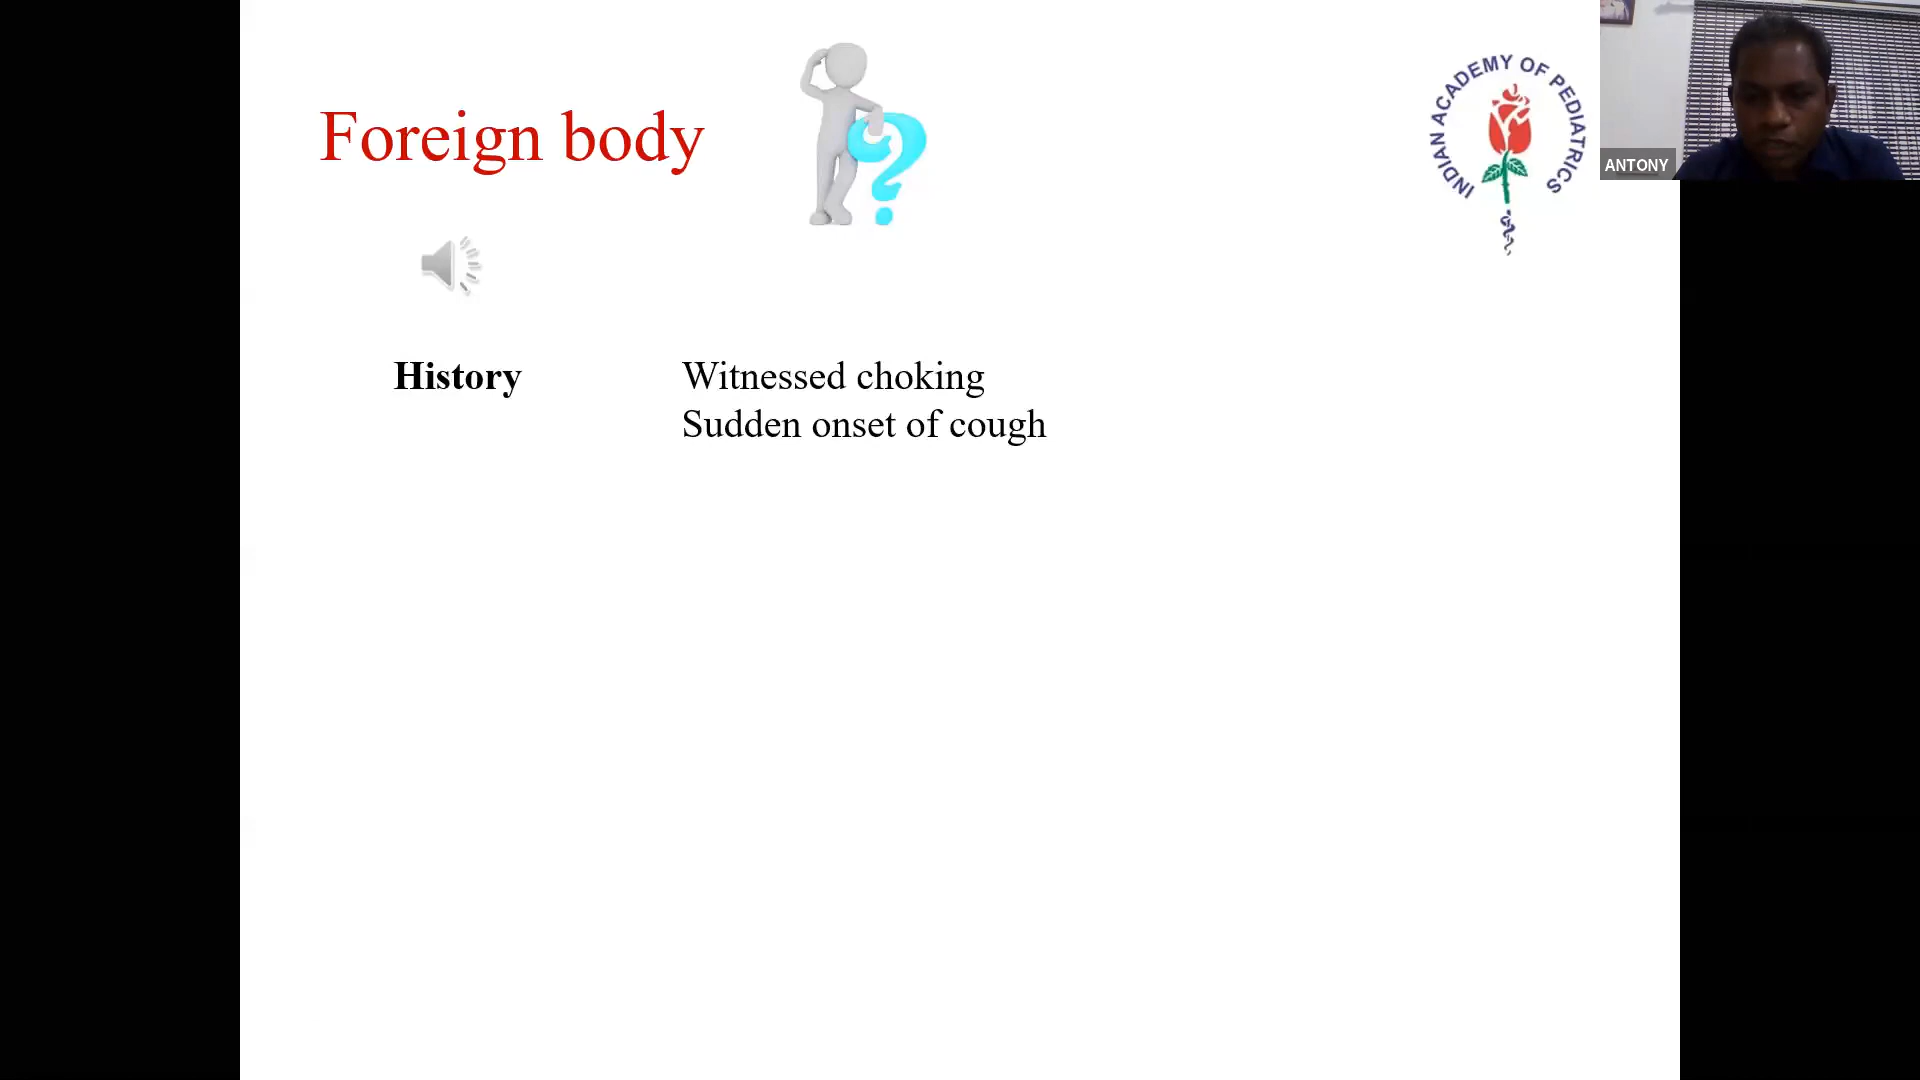 Foreign body
INDIAN ACADEMY OF PEDIATRICS
ANTONY
History
Witnessed choking
Sudden onset of cough